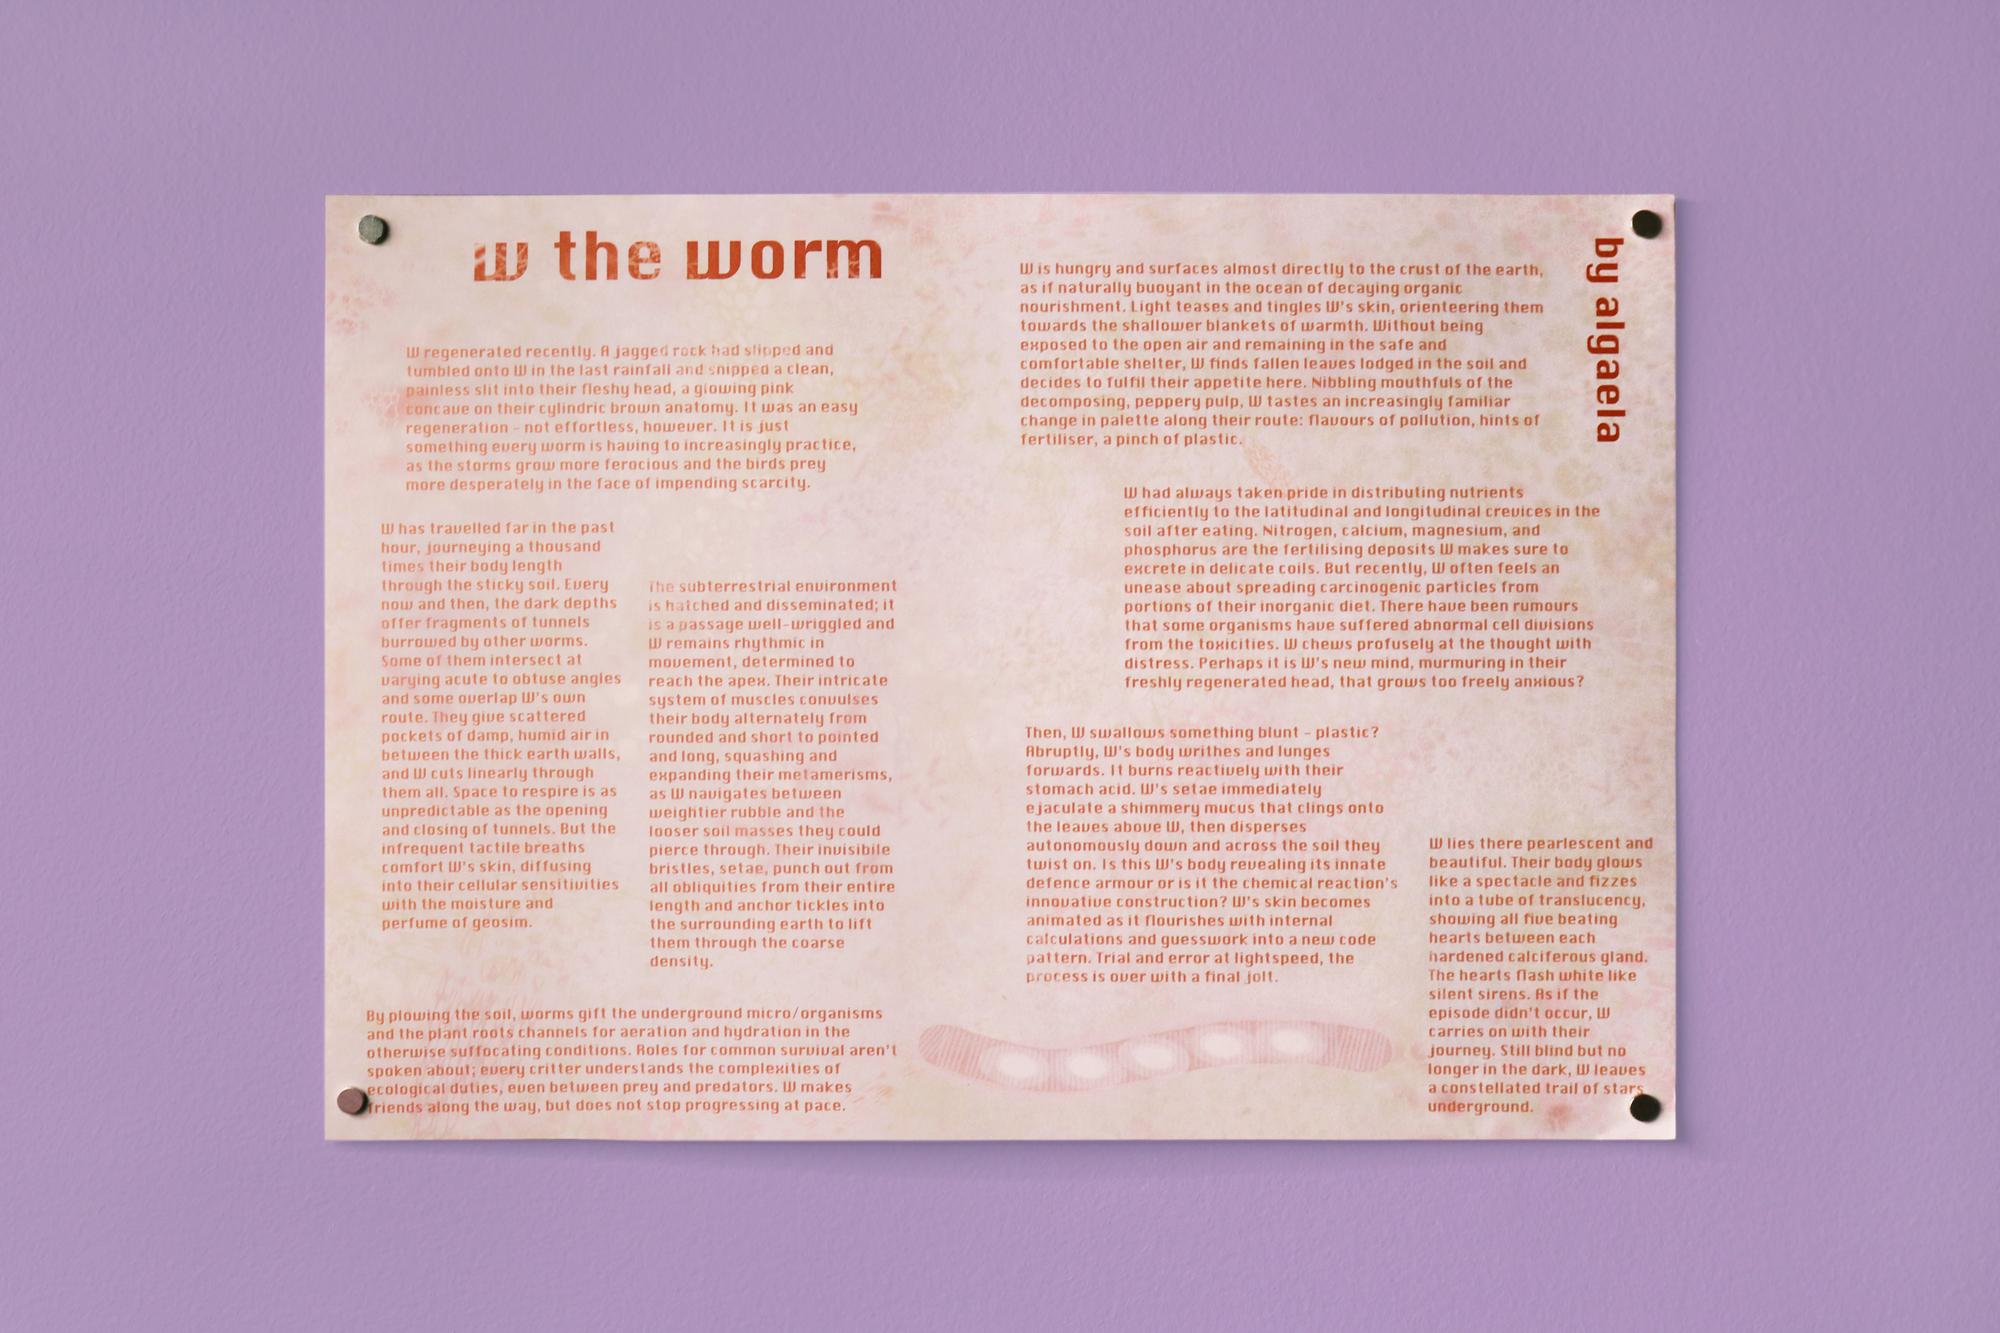 W the worm
W regenerated recently. A jagged rock had slipped and
tumbled onto W in the last rainfall and snipped a clean,
painless slit into their fleshy head, a glowing pink
concave on their cylindric brown anatomy. It was an easy
regeneration - not effortless, however. It is just
something every worm is having to increasingly practice,
as the storms grow more ferocious and the birds prey
more desperately in the face of impending scarcity.
W has travelled far in the past
hour, journeying a thousand
times their body length
through the sticky soil. Every
now and then, the dark depths
offer fragments of tunnels
burrowed by other worms.
Some of them intersect at
varying acute to obtuse angles
and some overlap W's own
route. They give scattered
pockets of damp, humid air in
between the thick earth walls,
and W cuts linearly through
them all. Space to respire is as
unpredictable as the opening
and closing of tunnels. But the
infrequent tactile breaths
comfort W's skin, diffusing
into their cellular sensitivities
with the moisture and
perfume of geosim.
The subterrestrial environment
is hatched and disseminated; it
is a passage well-wriggled and
W remains rhythmic in
movement, determined to
reach the apex. Their intricate
system of muscles convulses
their body alternately from
rounded and short to pointed
and long, squashing and
expanding their metamerisms,
as W navigates between
weightier rubble and the
looser soil masses they could
pierce through. Their invisibile
bristles, setae, punch out from
all obliquities from their entire
length and anchor tickles into
the surrounding earth to lift
them through the coarse
density.
By plowing the soil, worms gift the underground micro/organisms
and the plant roots channels for aeration and hydration in the
otherwise suffocating conditions. Roles for common survival aren't
spoken about; every critter understands the complexities of
ecological duties, even between prey and predators. W makes
friends along the way, but does not stop progressing at pace.
by algaela
W is hungry and surfaces almost directly to the crust of the earth,
as if naturally buoyant in the ocean of decaying organic
nourishment. Light teases and tingles W's skin, orienteering them
towards the shallower blankets of warmth. Without being
exposed to the open air and remaining in the safe and
comfortable shelter, W finds fallen leaves lodged in the soil and
decides to fulfil their appetite here. Nibbling mouthfuls of the
decomposing, peppery pulp, W tastes an increasingly familiar
change in palette along their route: flavours of pollution, hints of
fertiliser, a pinch of plastic.
W had always taken pride in distributing nutrients
efficiently to the latitudinal and longitudinal crevices in the
soil after eating. Nitrogen, calcium, magnesium, and
phosphorus are the fertilising deposits W makes sure to
excrete in delicate coils. But recently, W often feels an
unease about spreading carcinogenic particles from
portions of their inorganic diet. There have been rumours
that some organisms have suffered abnormal cell divisions
from the toxicities. W chews profusely at the thought with
distress. Perhaps it is W's new mind, murmuring in their
freshly regenerated head, that grows too freely anxious?
Then, W swallows something blunt - plastic?
Abruptly, W's body writhes and lunges
forwards. It burns reactively with their
stomach acid. W's setae immediately
ejaculate a shimmery mucus that clings onto
the leaves above W, then disperses
autonomously down and across the soil they
twist on. Is this W's body revealing its innate
defence armour or is it the chemical reaction's
innovative construction? W's skin becomes
animated as it flourishes with internal
calculations and guesswork into a new code
pattern. Trial and error at lightspeed, the
process is over with a final jolt.
W lies there pearlescent and
beautiful. Their body glows
like a spectacle and fizzes
into a tube of translucency,
showing all five beating
hearts between each
hardened calciferous gland.
The hearts flash white like
silent sirens. As if the
episode didn't occur, W
carries on with their
journey. Still blind but no
longer in the dark, W leaves
a constellated trail of stars
underground.